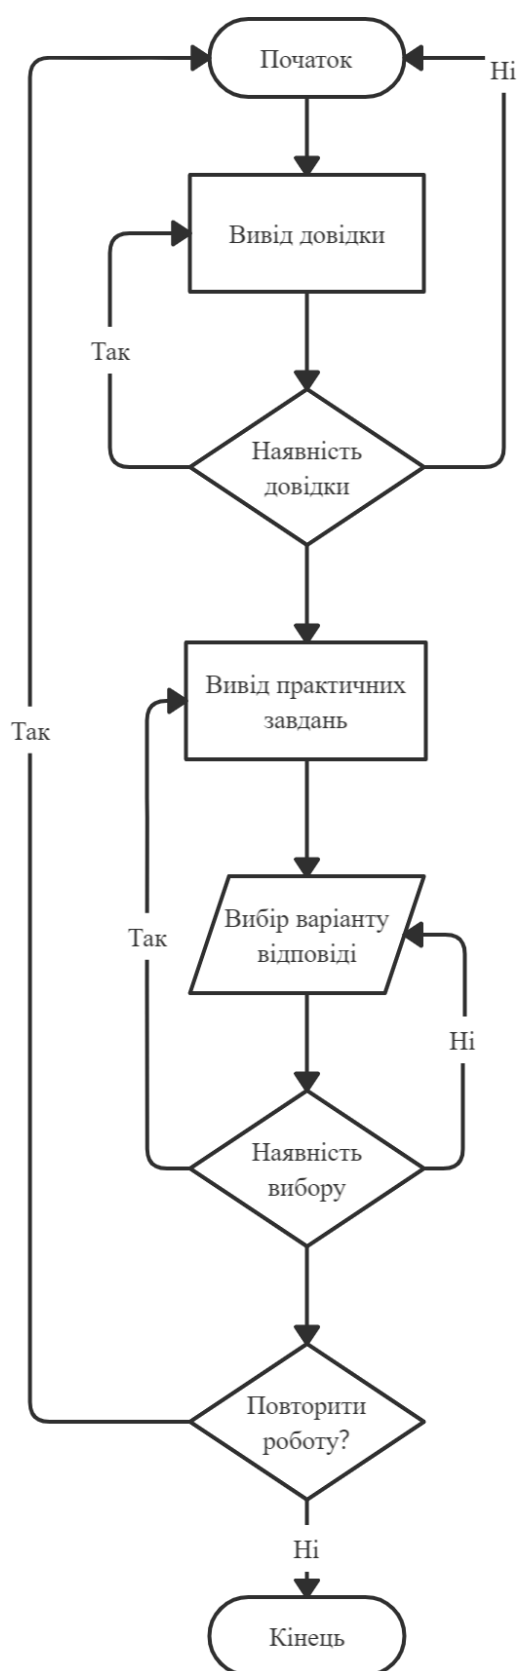 Початок
Ні
Вивід довідки
Так
Наявність
довідки
Вивід практичних
завдань
Так
Вибір варіанту
відповіді
Так
Ні
Наявність
вибору
Повторити
роботу?
Ні
Кінець